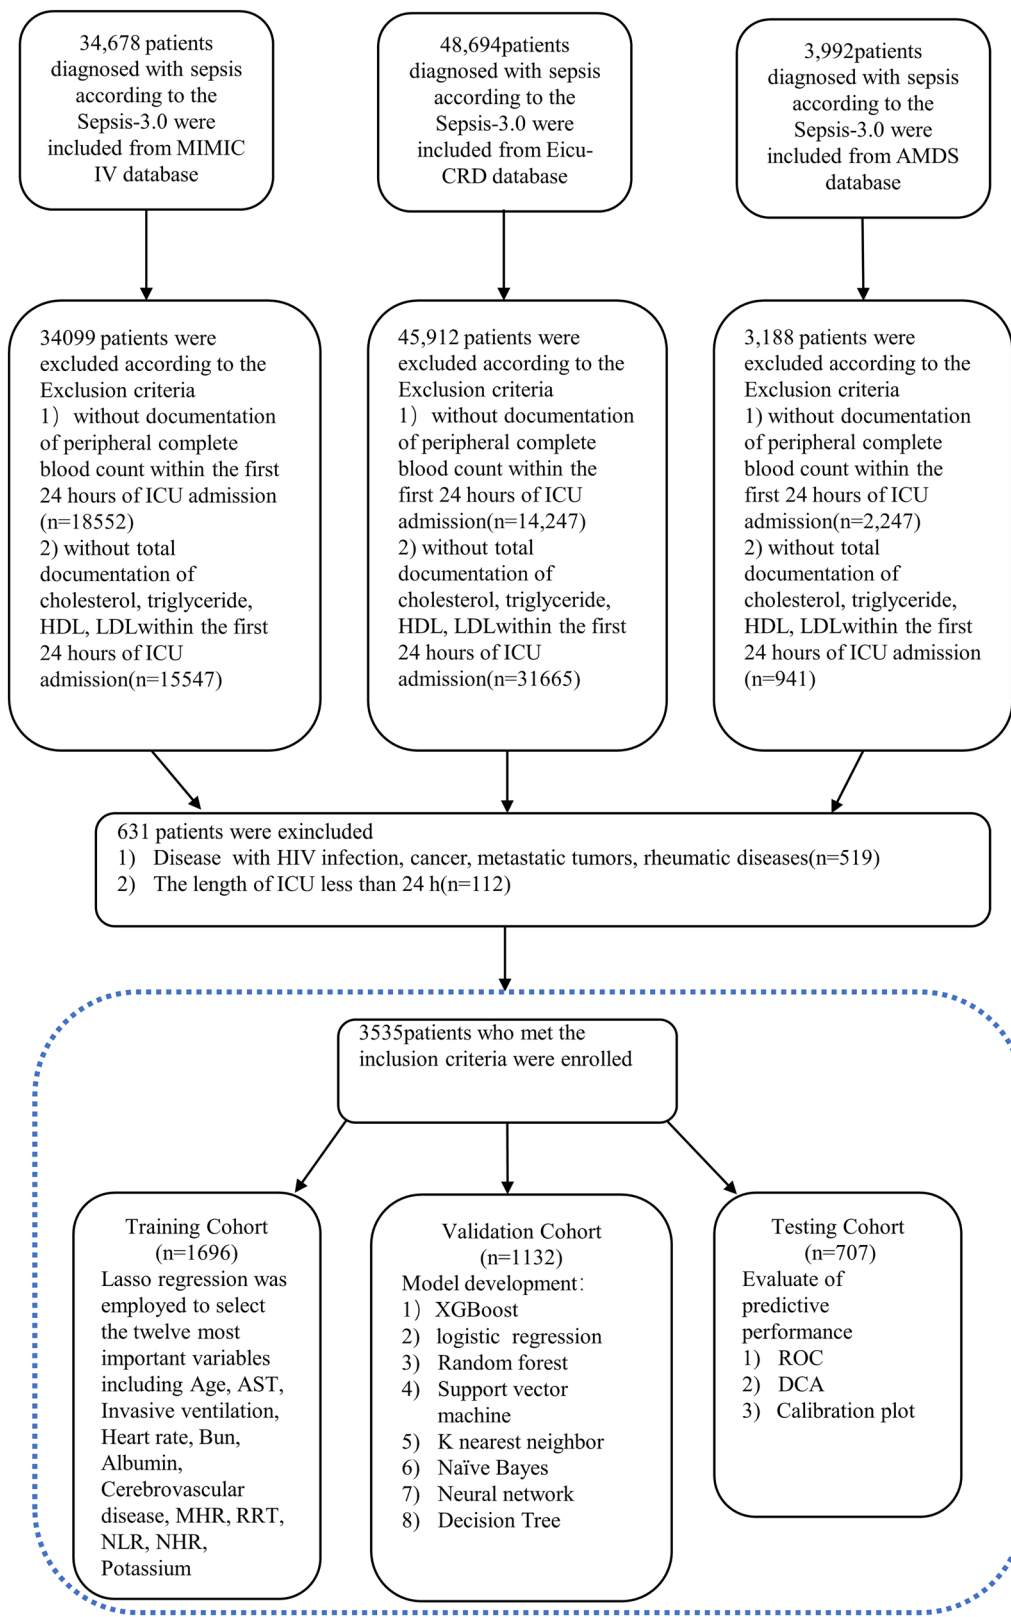 34,678 patients
diagnosed with sepsis
according to the
Sepsis-3.0 were
included from MIMIC
IV database
48,694patients
diagnosed with sepsis
according to the
Sepsis-3.0 were
included from Eicu-
CRD database
3,992patients
diagnosed with sepsis
according to the
Sepsis-3.0 were
included from AMDS
database
34099 patients were
excluded according to the
Exclusion criteria
1） without documentation
of peripheral complete
blood count within the first
24 hours of ICU admission
(n=18552)
2) without total
documentation of
cholesterol, triglyceride,
HDL, LDLwithin the first
24 hours of ICU
admission(n=15547)
45,912 patients were
excluded according to the
Exclusion criteria
1） without documentation
of peripheral complete
blood count within the
first 24 hours of ICU
admission(n=14,247)
2) without total
documentation of
cholesterol, triglyceride,
HDL, LDLwithin the first
24 hours of ICU
admission(n=31665)
3,188 patients were
excluded according to the
Exclusion criteria
1) without documentation
of peripheral complete
blood count within the
first 24 hours of ICU
admission(n=2,247)
2) without total
documentation of
cholesterol, triglyceride,
HDL, LDLwithin the first
24 hours of ICU admission
(n=941)
631 patients were exincluded
1) Disease with HIV infection, cancer, metastatic tumors, rheumatic diseases(n=519)
2) The length of ICU less than 24 h(n=112)
3535patients who met the
inclusion criteria were enrolled
Training Cohort
(n=1696)
Lasso regression was
employed to select
the twelve most
important variables
including Age, AST,
Invasive ventilation,
Heart rate, Bun,
Albumin,
Cerebrovascular
disease, MHR, RRT,
NLR, NHR,
Potassium
Validation Cohort
(n=1132)
Model development：
1） XGBoost
2) logistic regression
3) Random forest
4) Support vector
machine
5) K nearest neighbor
6) Naïve Bayes
7) Neural network
8) Decision Tree
Testing Cohort
(n=707)
Evaluate of
predictive
performance
1) ROC
2) DCA
3) Calibration plot